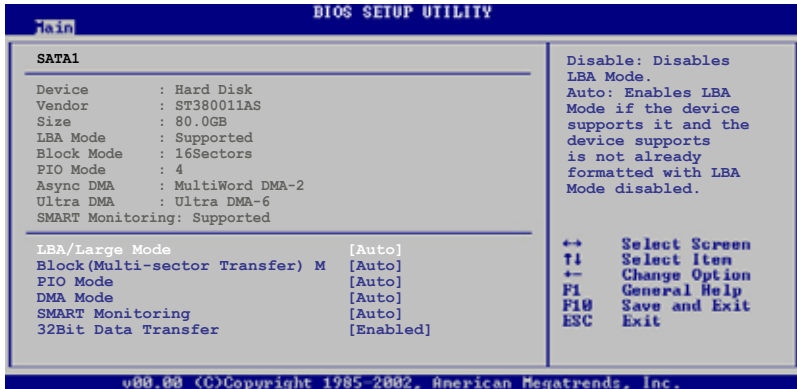 BIOS SETUP UTILITY
Main
SATA1
Device : Hard Disk
Vendor : ST380011AS
Size : 80.0GB
LBA Mode : Supported
Block Mode : 16Sectors
PIO Mode : 4
Async DMA : MultiWord DMA-2
Ultra DMA : Ultra DMA-6
SMART Monitoring: Supported
LBA/Large Mode [Auto]
Block(Multi-sector Transfer) M [Auto]
PIO Mode [Auto]
DMA Mode [Auto]
SMART Monitoring [Auto]
32Bit Data Transfer [Enabled]
Disable: Disables
LBA Mode.
Auto: Enables LBA
Mode if the device
supports it and the
device supports
is not already
formatted with LBA
Mode disabled.
↔ Select Screen
↑↓ Select Item
+- Change Option
F1 General Help
F10 Save and Exit
ESC Exit
v00.00 (C)Copyright 1985-2002, American Megatrends, Inc.